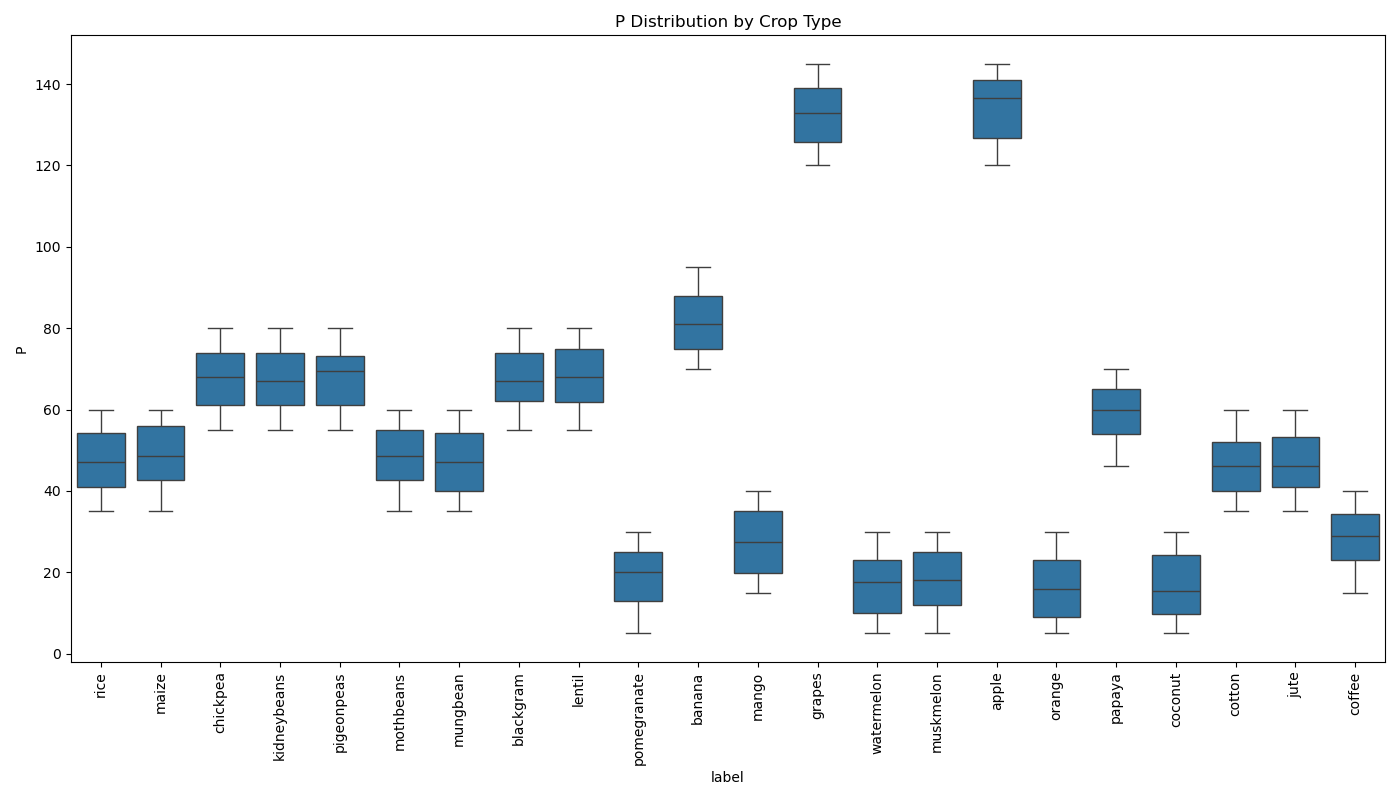 P Distribution by Crop Type
140
120
100
80
60
40
20
0
P
rice
maize
chickpea
kidneybeans
pigeonpeas
mothbeans
mungbean
blackgram
lentil
pomegranate
banana
mango
grapes
watermelon
muskmelon
apple
orange
papaya
coconut
cotton
jute
coffee
label